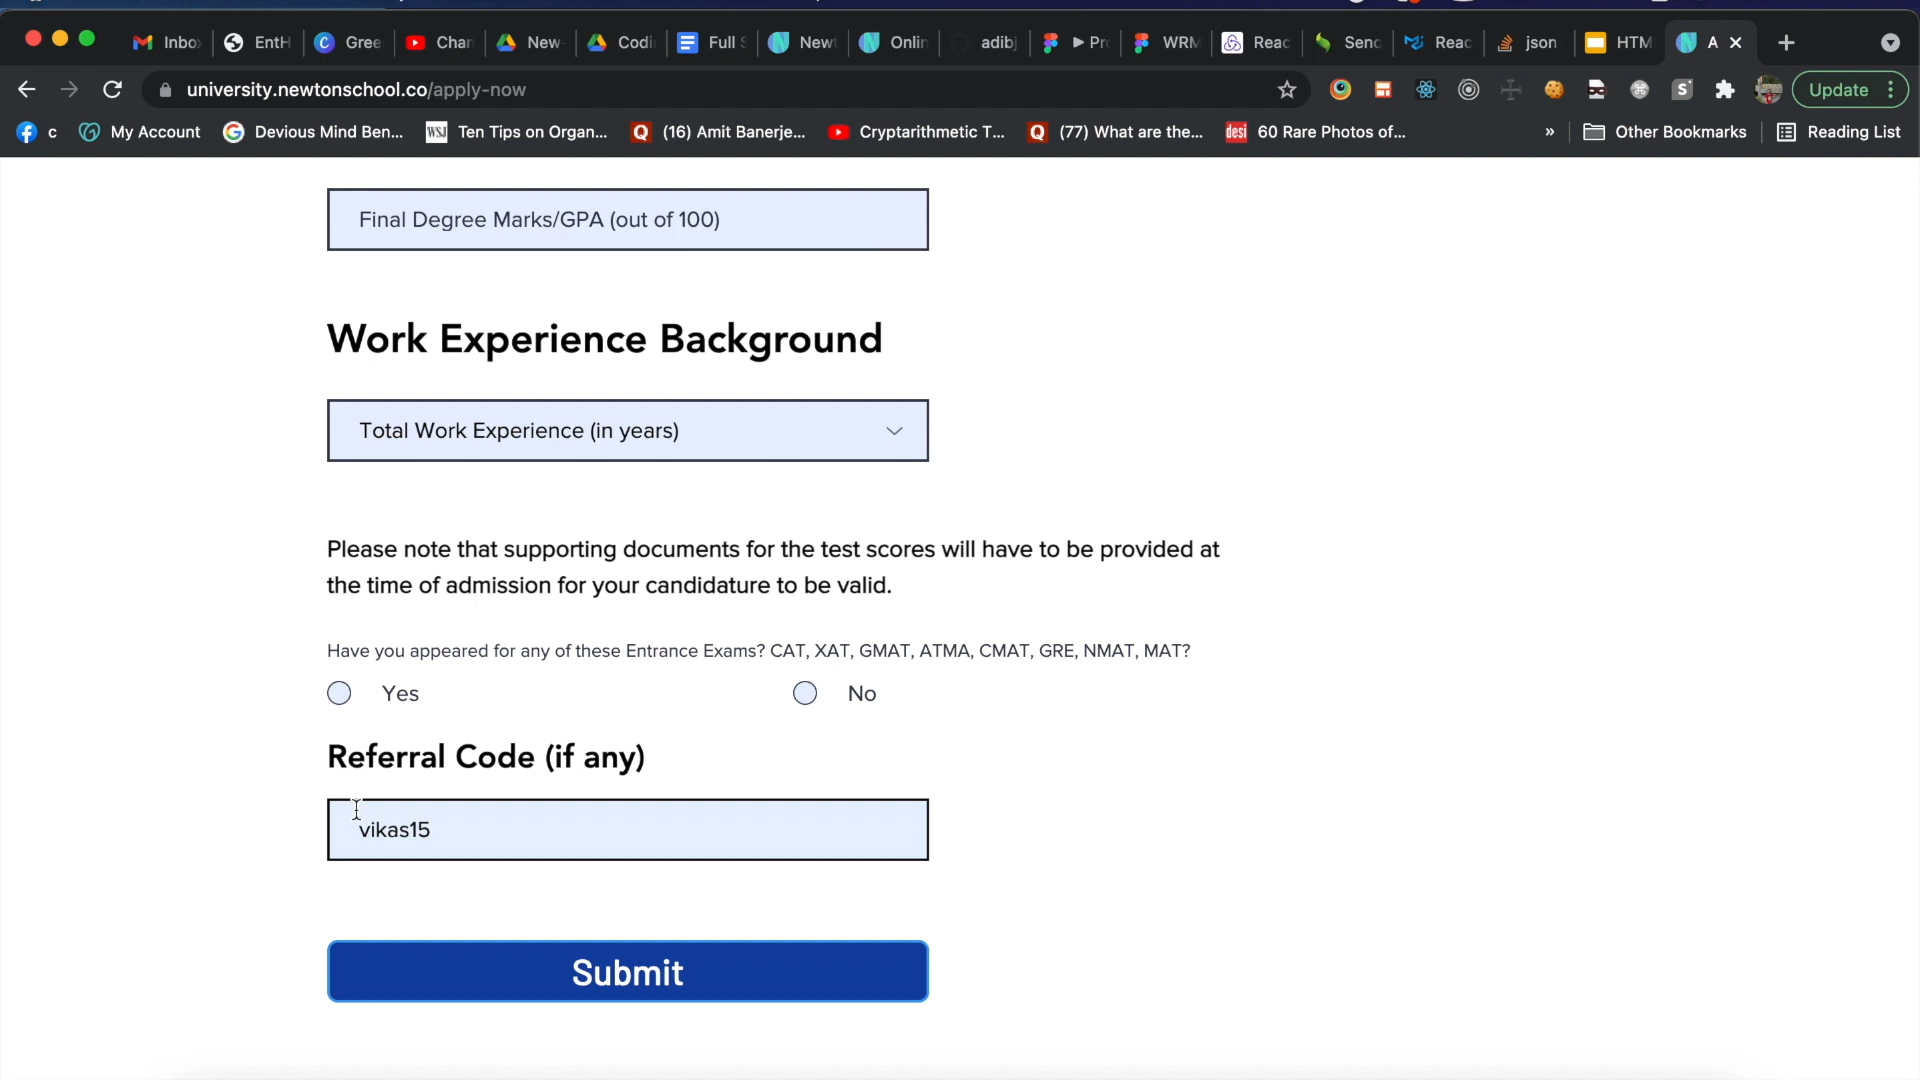 Inbo EntH Gree Chan New- Codi Full S Newt Onlin adibj Pro WRM Reac Senc Reac json HTM A
university.newtonschool.co/apply-now Update
c My Account Devious Mind Ben... Ten Tips on Organ... (16) Amit Banerje... Cryptarithmetic T... (77) What are the... 60 Rare Photos of... » Other Bookmarks Reading List
Final Degree Marks/GPA (out of 100)
Work Experience Background
Total Work Experience (in years)
Please note that supporting documents for the test scores will have to be provided at
the time of admission for your candidature to be valid.
Have you appeared for any of these Entrance Exams? CAT, XAT, GMAT, ATMA, CMAT, GRE, NMAT, MAT?
Yes No
Referral Code (if any)
vikas15
Submit